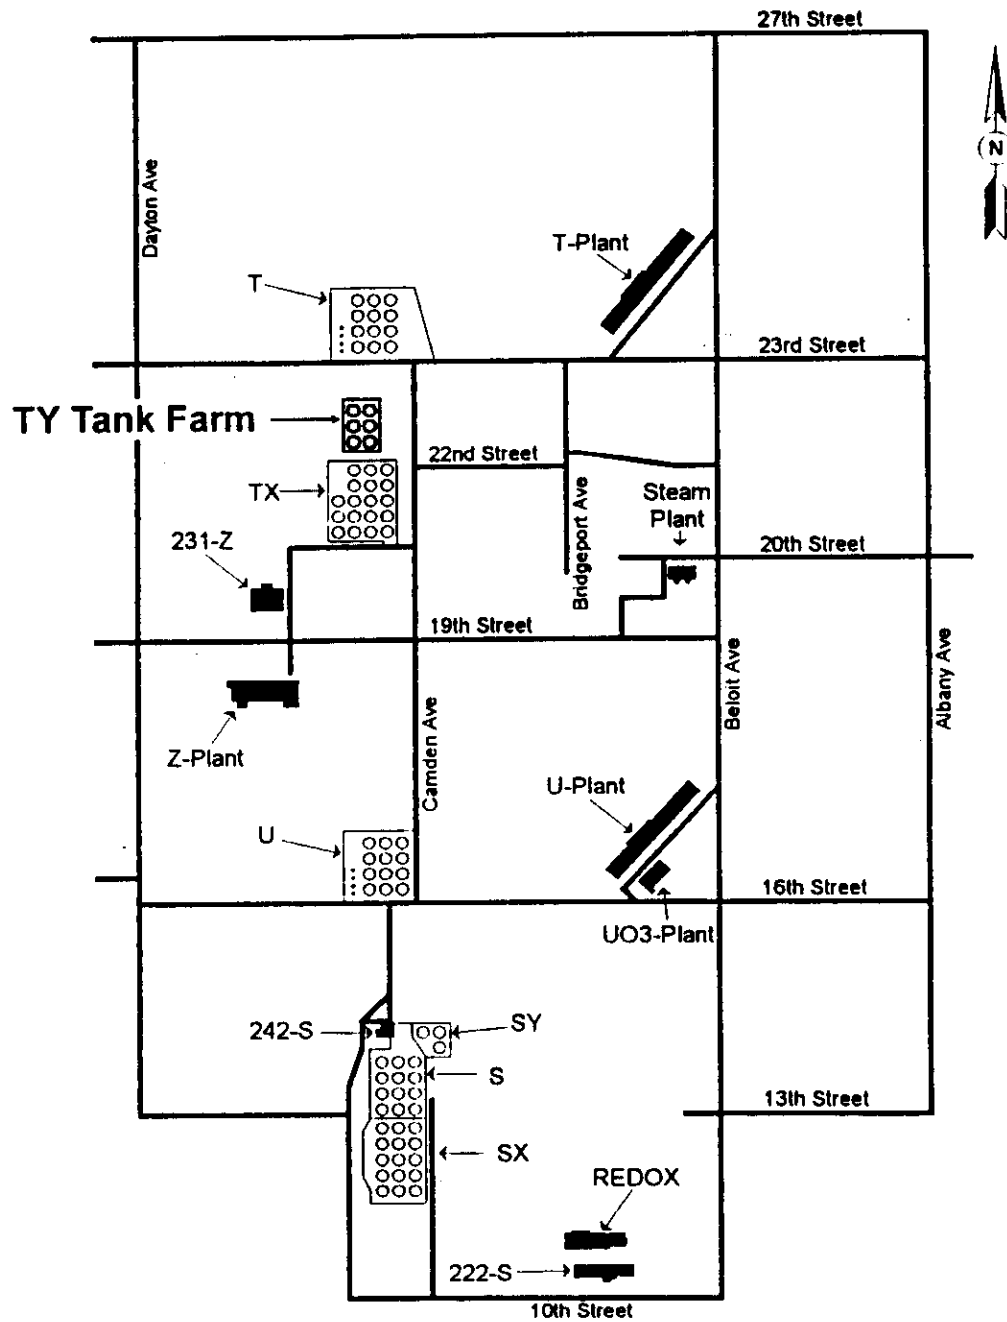 27th Street
N
Dayton Ave
T-Plant
T
23rd Street
TY Tank Farm
22nd Street
Steam
Plant
TX
231-Z
20th Street
Bridgeport Ave
19th Street
Beloit Ave
Albany Ave
Camden Ave
Z-Plant
U-Plant
U
16th Street
UO3-Plant
SY
242-S
S
13th Street
SX
REDOX
222-S
10th Street